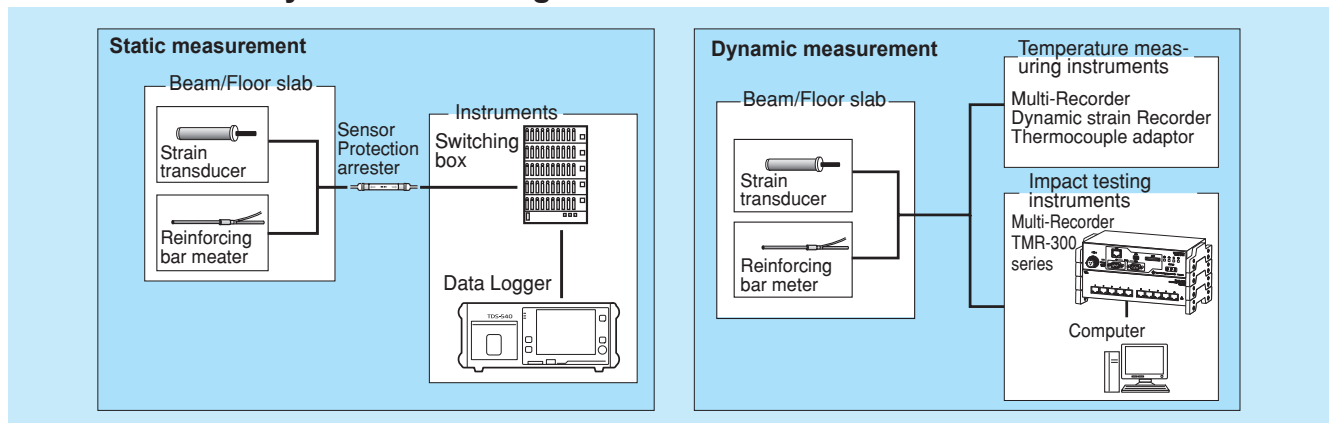 Static measurement
Beam/Floor slab
Strain
transducer
Reinforcing
bar meater
Sensor
Protection
arrester
Instruments
Switching
box
Data Logger
TDS-540
Dynamic measurement
Beam/Floor slab
Strain
transducer
Reinforcing
bar meter
Temperature meas-
uring instruments
Multi-Recorder
Dynamic strain Recorder
Thermocouple adaptor
Impact testing
instruments
Multi-Recorder
TMR-300
series
Computer